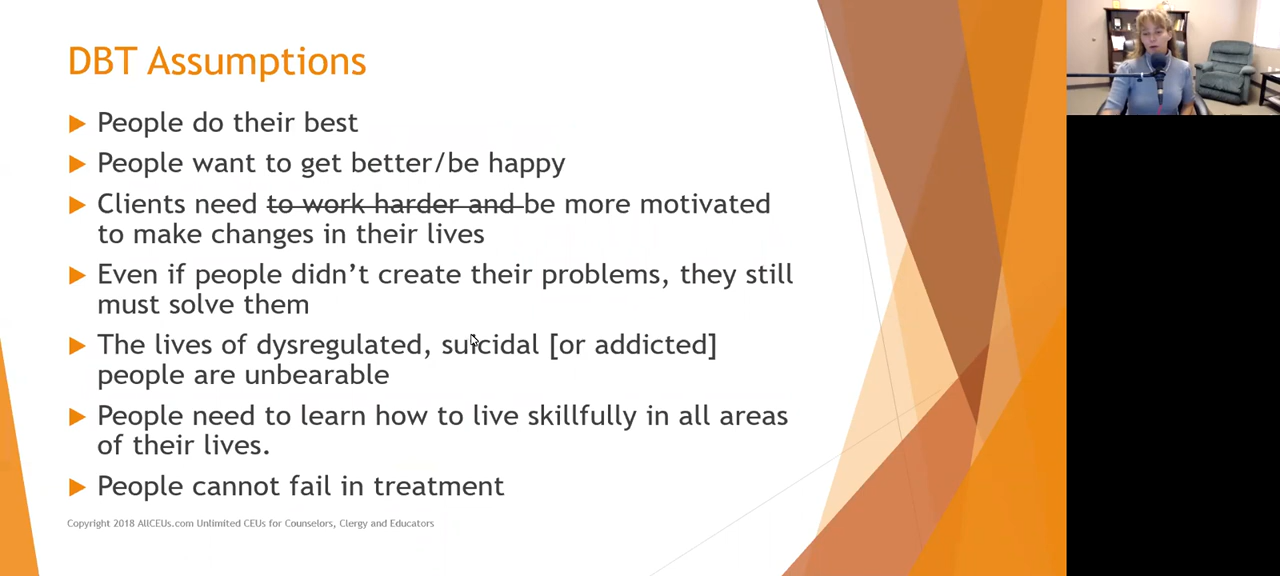 DBT Assumptions
People do their best
People want to get better/be happy
Clients need to work harder and be more motivated
to make changes in their lives
Even if people didn’t create their problems, they still
must solve them
The lives of dysregulated, suicidal [or addicted]
people are unbearable
People need to learn how to live skillfully in all areas
of their lives.
People cannot fail in treatment
Copyright 2018 AllCEUs.com Unlimited CEUs for Counselors, Clergy and Educators